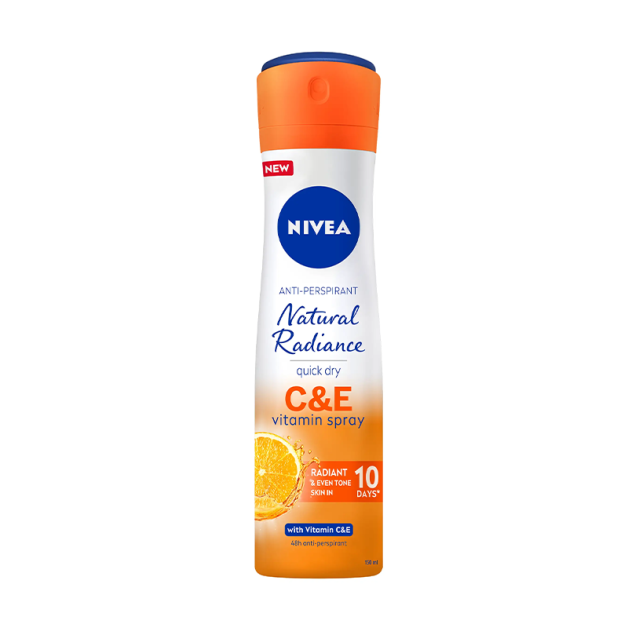 NEW
NIVEA
ANTI-PERSPIRANT
Natural
Radiance
quick dry
C&E
vitamin spray
RADIANT
& EVEN TONE
SKIN IN
10
DAYS*
with Vitamin C&E
48h anti-perspirant